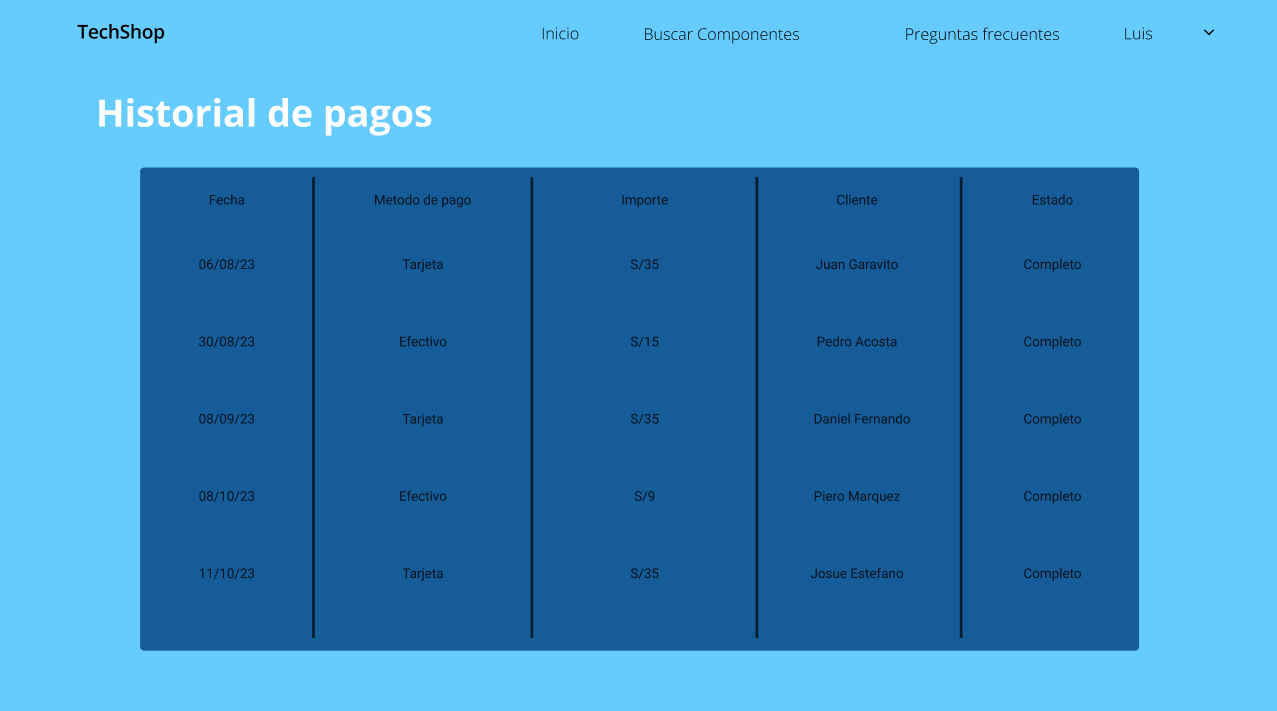 TechShop Inicio Buscar Componentes Preguntas frecuentes Luis
Historial de pagos
Fecha Metodo de pago Importe Cliente Estado
06/08/23 Tarjeta S/35 Juan Garavito Completo
30/08/23 Efectivo S/15 Pedro Acosta Completo
08/09/23 Tarjeta S/35 Daniel Fernando Completo
08/10/23 Efectivo S/9 Piero Marquez Completo
11/10/23 Tarjeta S/35 Josue Estefano Completo